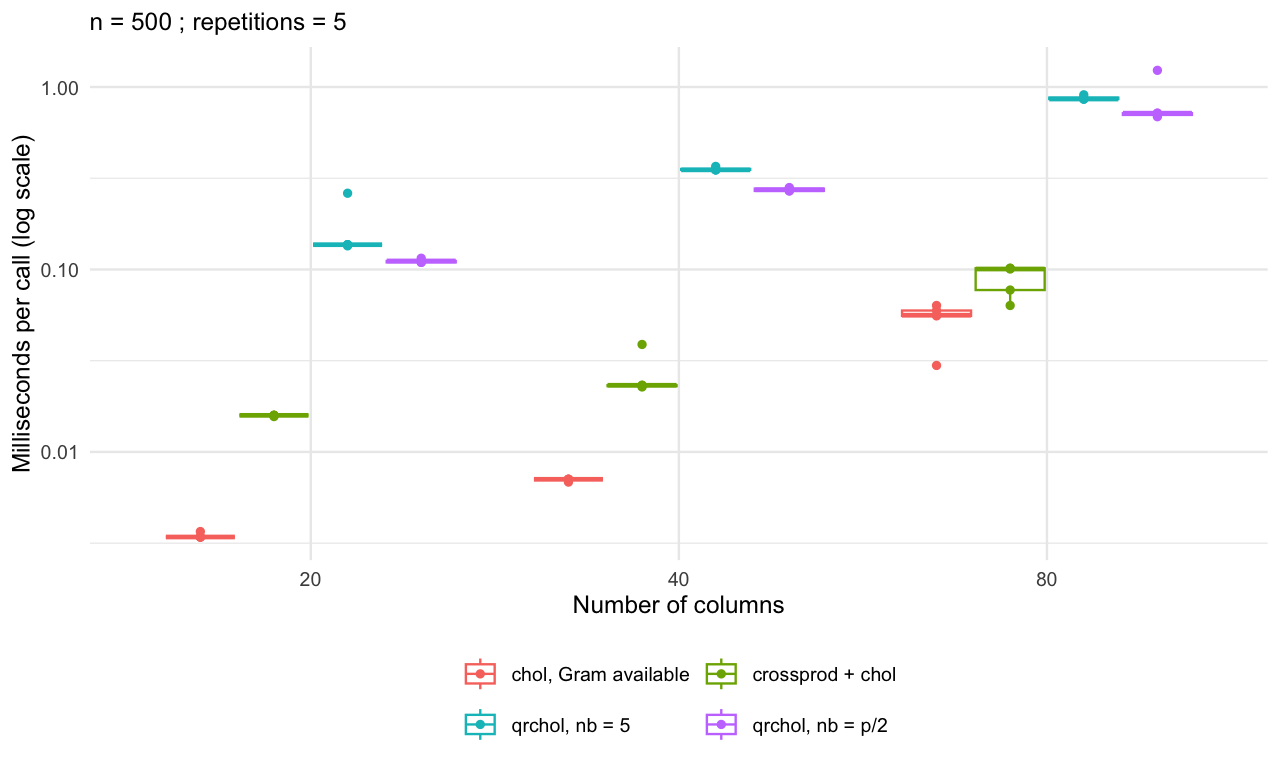 n = 500 ; repetitions = 5
Milliseconds per call (log scale)
1.00
0.10
0.01
20 40 80
Number of columns
chol, Gram available crossprod + chol
qrchol, nb = 5 qrchol, nb = p/2